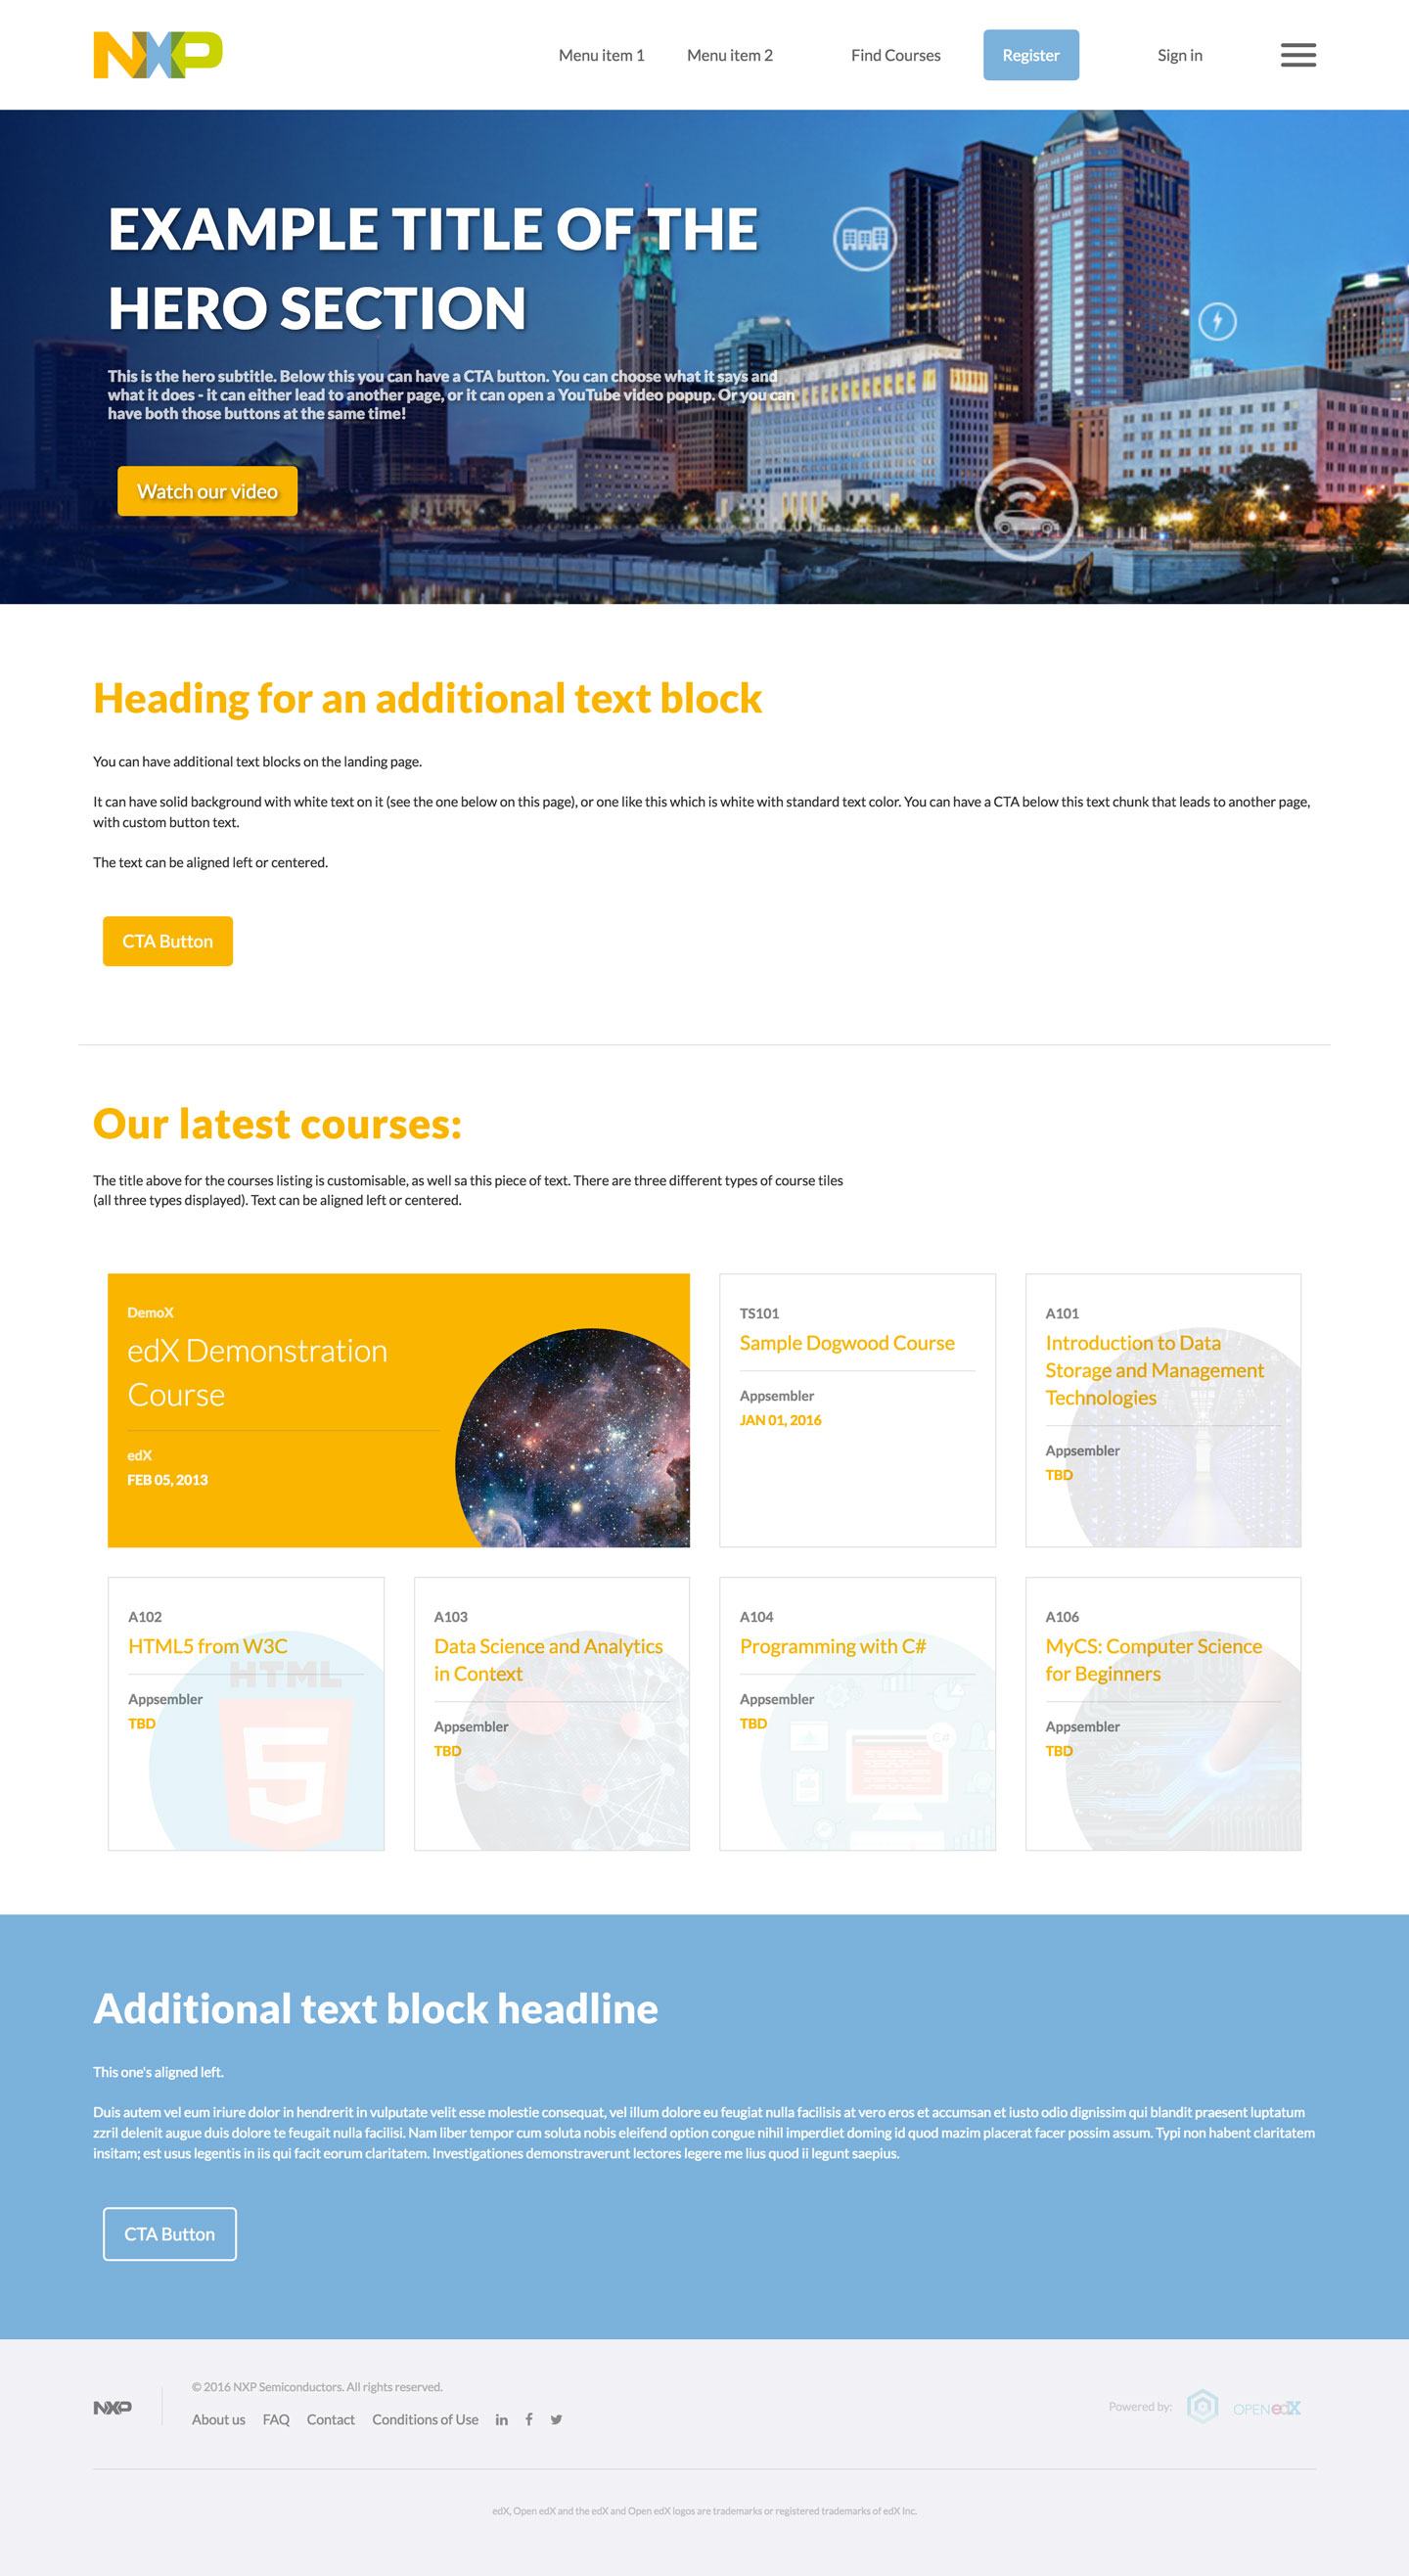 NXP
Menu item 1
Menu item 2
Find Courses
Register
Sign in
EXAMPLE TITLE OF THE
HERO SECTION
This is the hero subtitle. Below this you can have a CTA button. You can choose what it says and
what it does - it can either lead to another page, or it can open a YouTube video popup. Or you can
have both those buttons at the same time!
Watch our video
Heading for an additional text block
You can have additional text blocks on the landing page.
It can have solid background with white text on it (see the one below on this page), or one like this which is white with standard text color. You can have a CTA below this text chunk that leads to another page,
with custom button text.
The text can be aligned left or centered.
CTA Button
Our latest courses:
The title above for the courses listing is customisable, as well sa this piece of text. There are three different types of course tiles
(all three types displayed). Text can be aligned left or centered.
DemoX
edX Demonstration
Course
edX
FEB 05, 2013
TS101
Sample Dogwood Course
Appsembler
JAN 01, 2016
A101
Introduction to Data
Storage and Management
Technologies
Appsembler
TBD
A102
HTML5 from W3C
HTML
5
Appsembler
TBD
A103
Data Science and Analytics
in Context
Appsembler
TBD
A104
Programming with C#
Appsembler
TBD
C#
A106
MyCS: Computer Science
for Beginners
Appsembler
TBD
Additional text block headline
This one's aligned left.
Duis autem vel eum iriure dolor in hendrerit in vulputate velit esse molestie consequat, vel illum dolore eu feugiat nulla facilisis at vero eros et accumsan et iusto odio dignissim qui blandit praesent luptatum
zzril delenit augue duis dolore te feugait nulla facilisi. Nam liber tempor cum soluta nobis eleifend option congue nihil imperdiet doming id quod mazim placerat facer possim assum. Typi non habent claritatem
insitam; est usus legentis in iis qui facit eorum claritatem. Investigationes demonstraverunt lectores legere me lius quod ii legunt saepius.
CTA Button
NXP
© 2016 NXP Semiconductors. All rights reserved.
About us
FAQ
Contact
Conditions of Use
Powered by:
OPEN edX
edX, Open edX and the edX and Open edX logos are trademarks or registered trademarks of edX Inc.